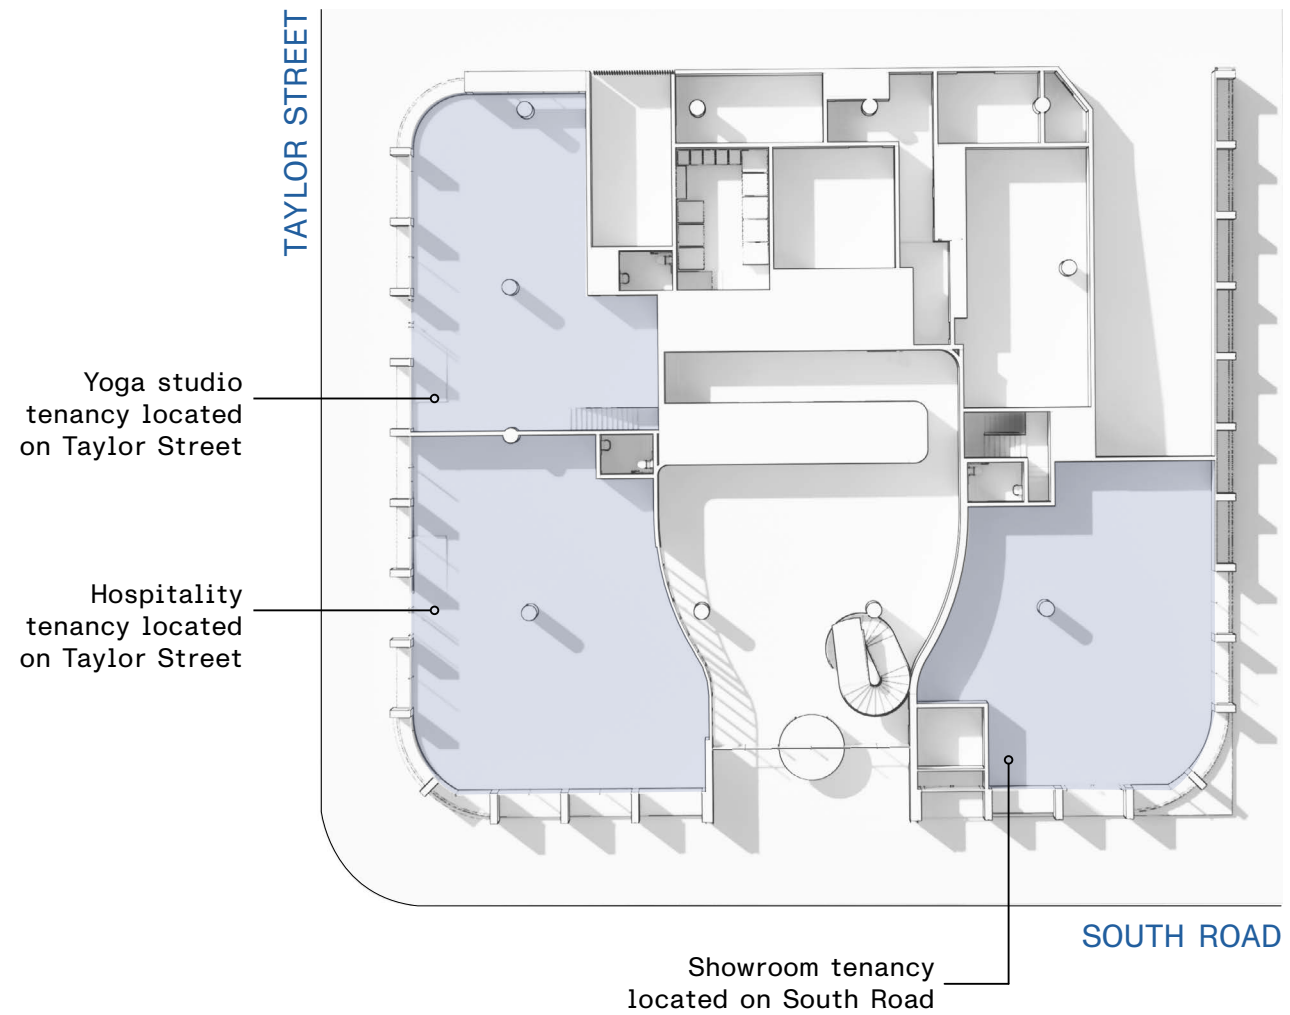 TAYLOR STREET
Yoga studio
tenancy located
on Taylor Street
Hospitality
tenancy located
on Taylor Street
SOUTH ROAD
Showroom tenancy
located on South Road